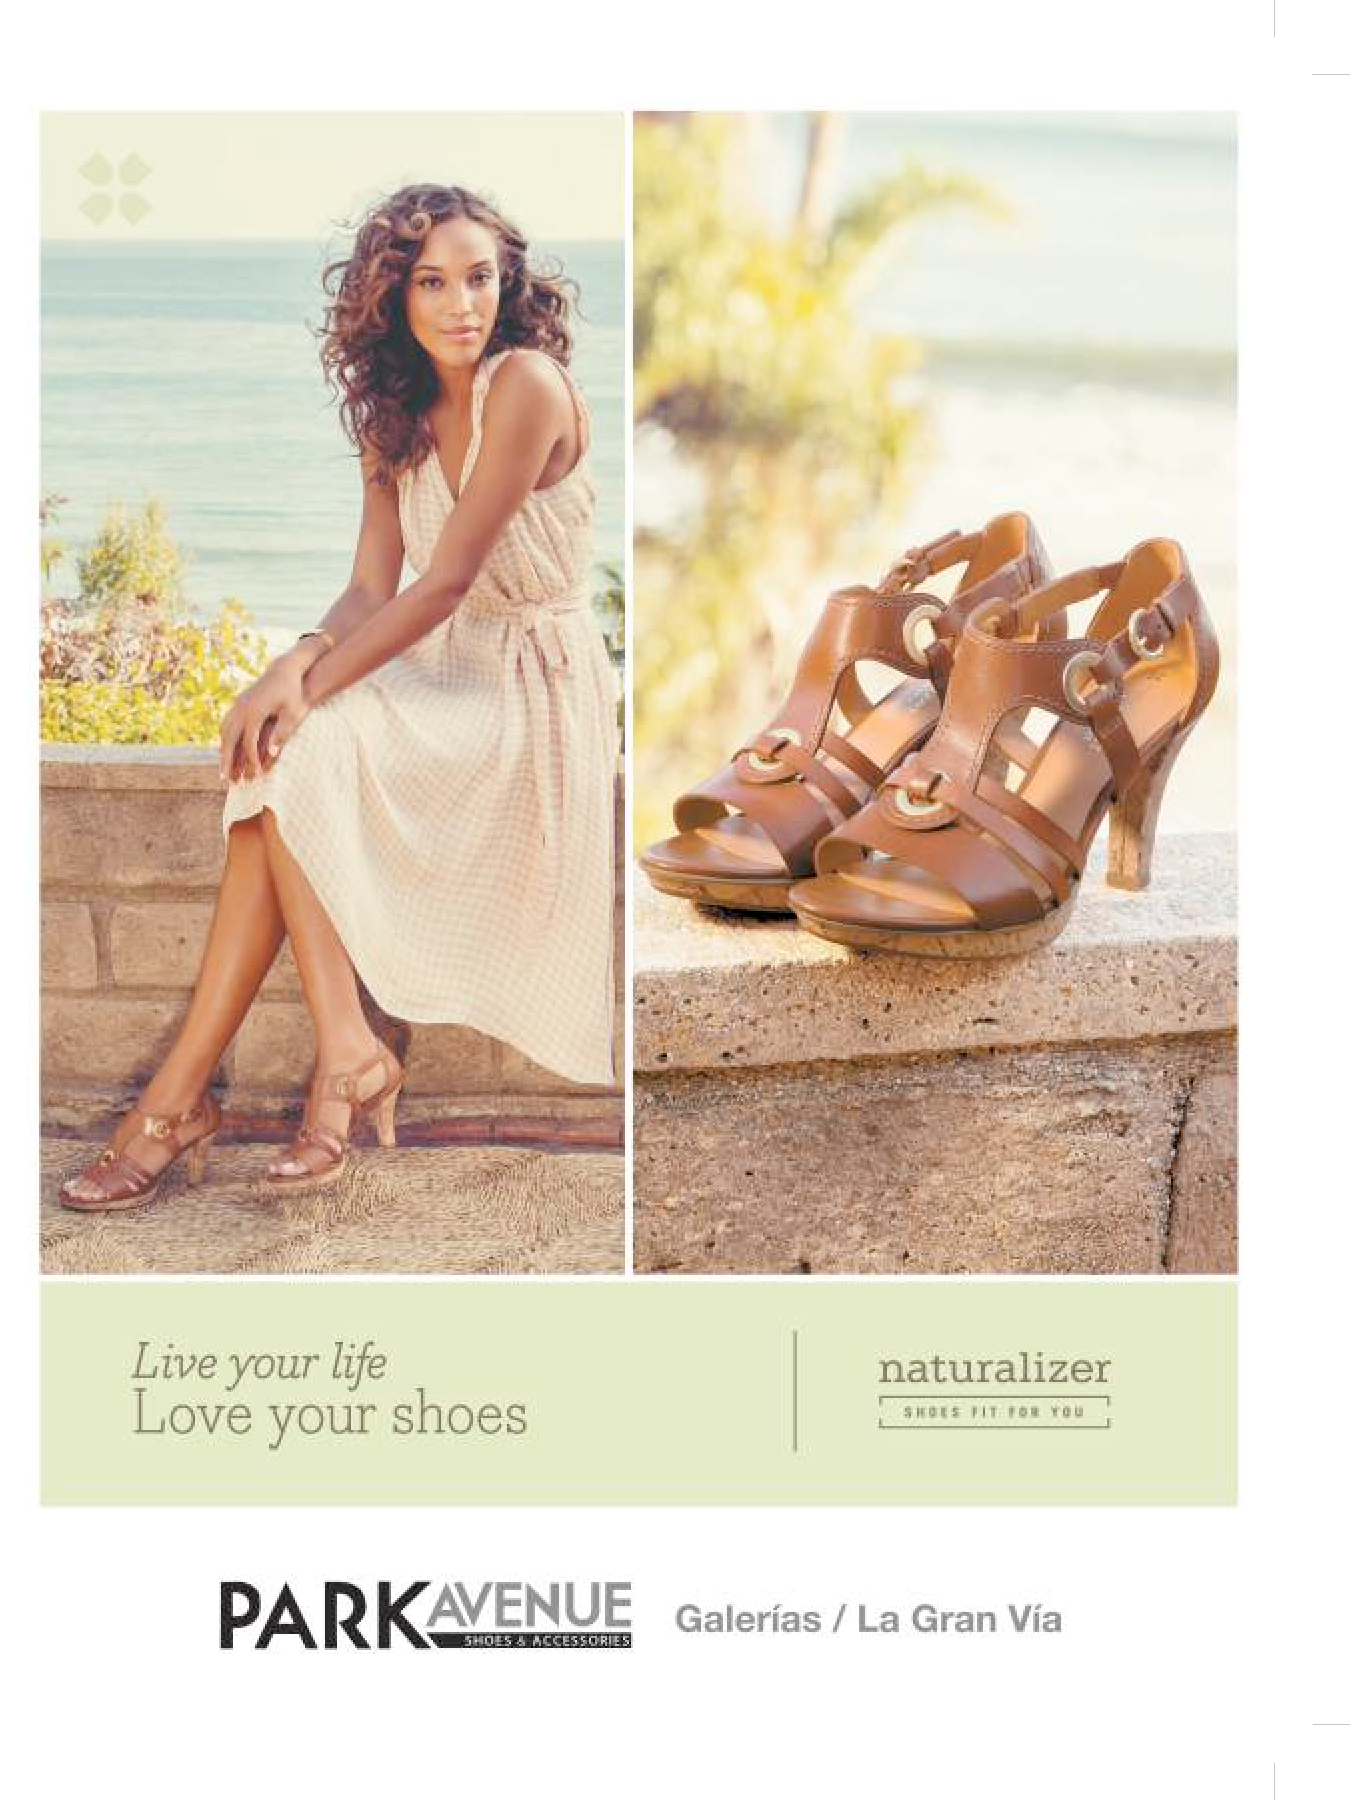 Live your life
Love your shoes
naturalizer
SHOES FIT FOR YOU
PARK AVENUE
SHOES & ACCESSORIES
Galerías / La Gran Vía